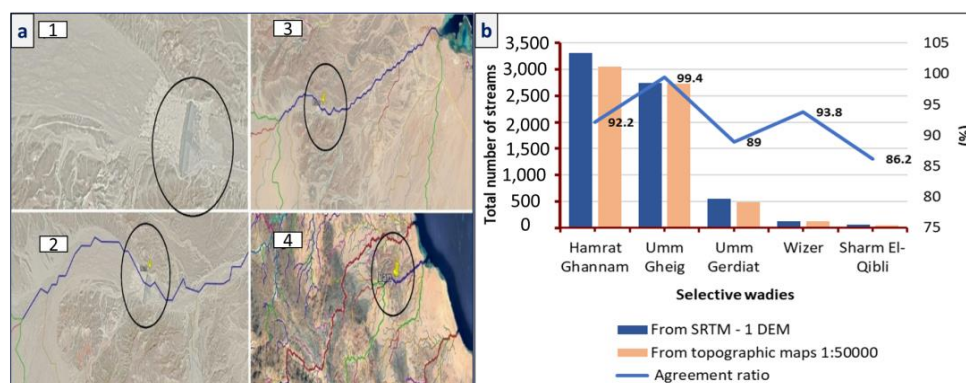 a
1
3
2
4
b
Total number of streams
3,500
3,000
2,500
2,000
1,500
1,000
500
0
105
100
95
90
85
80
75
(%)
92.2
99.4
89
93.8
86.2
Hamrat Ghannam
Umm Gheig
Umm Gerdiat
Wizer
Sharm El-Qibli
Selective wadies
From SRTM - 1 DEM
From topographic maps 1:50000
Agreement ratio